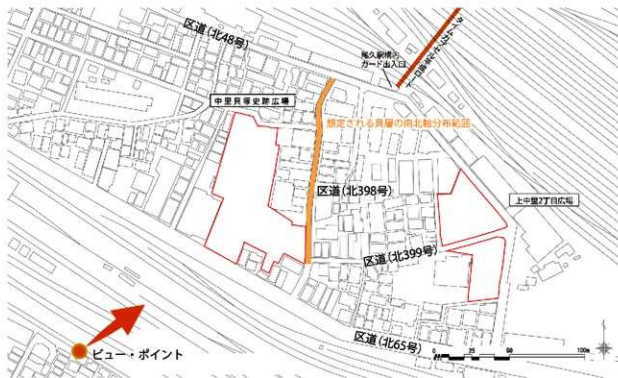 区道(北48号)
尾久駅構内
ガード出入口
中里貝塚史跡広場
想定される貝層の南北軸分布範囲
区道(北398号)
上中里2丁目広場
区道(北399号)
区道(北65号)
ビュー・ポイント
0 25 50 100m